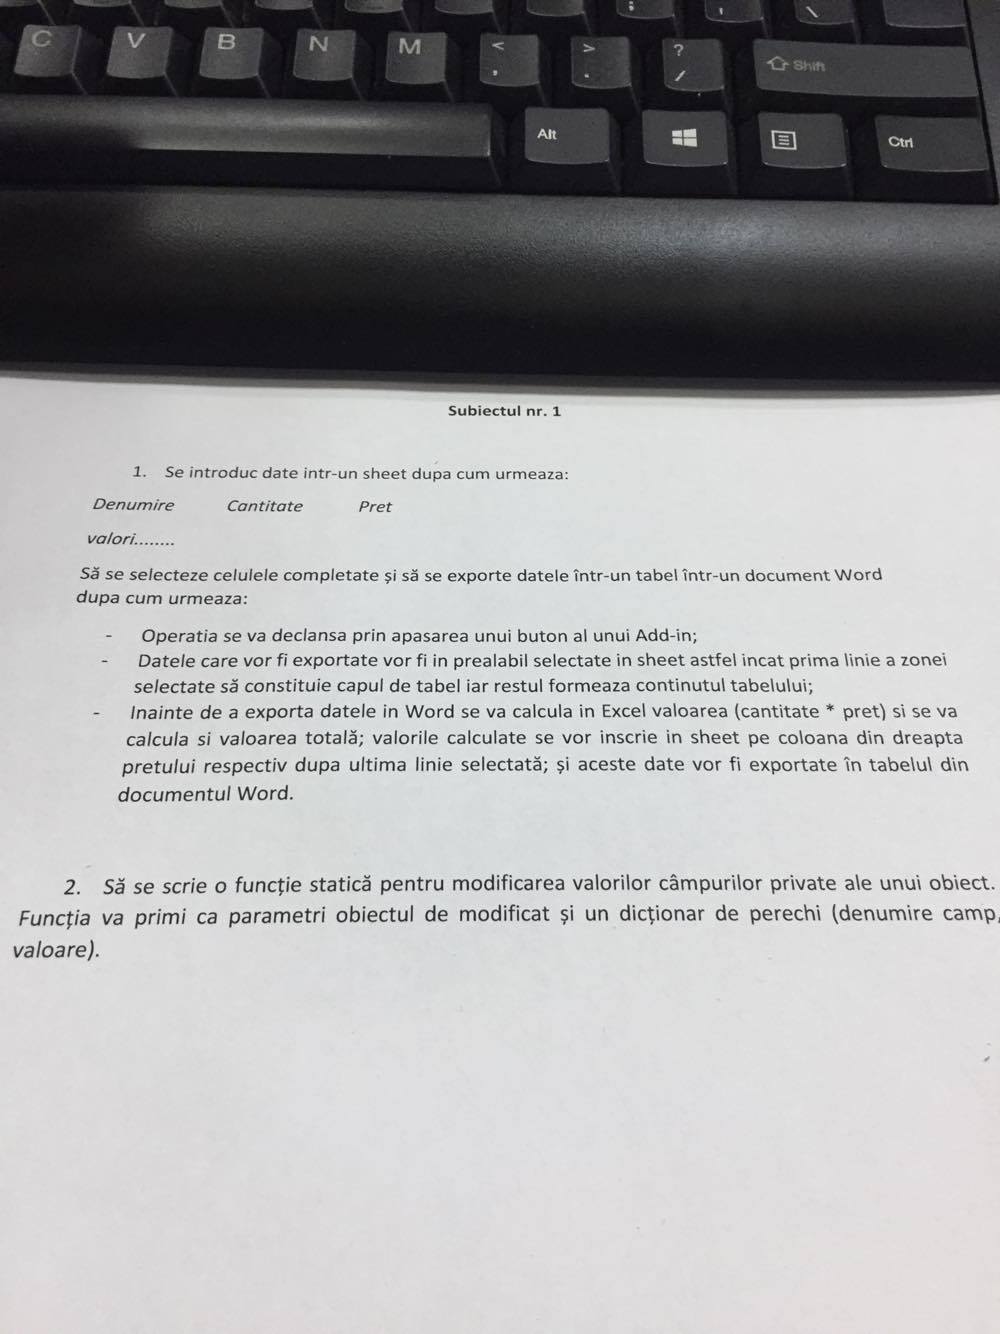 C V B N M < , > . ? / Shift
Alt Ctrl
Subiectul nr. 1
1. Se introduc date intr-un sheet dupa cum urmeaza:
Denumire Cantitate Pret
valori........
Să se selecteze celulele completate și să se exporte datele într-un tabel într-un document Word
dupa cum urmeaza:
- Operatia se va declansa prin apasarea unui buton al unui Add-in;
- Datele care vor fi exportate vor fi in prealabil selectate in sheet astfel incat prima linie a zonei
selectate să constituie capul de tabel iar restul formeaza continutul tabelului;
- Inainte de a exporta datele in Word se va calcula in Excel valoarea (cantitate * pret) si se va
calcula si valoarea totală; valorile calculate se vor inscrie in sheet pe coloana din dreapta
pretului respectiv dupa ultima linie selectată; și aceste date vor fi exportate în tabelul din
documentul Word.
2. Să se scrie o funcție statică pentru modificarea valorilor câmpurilor private ale unui obiect.
Funcția va primi ca parametri obiectul de modificat și un dicționar de perechi (denumire camp,
valoare).